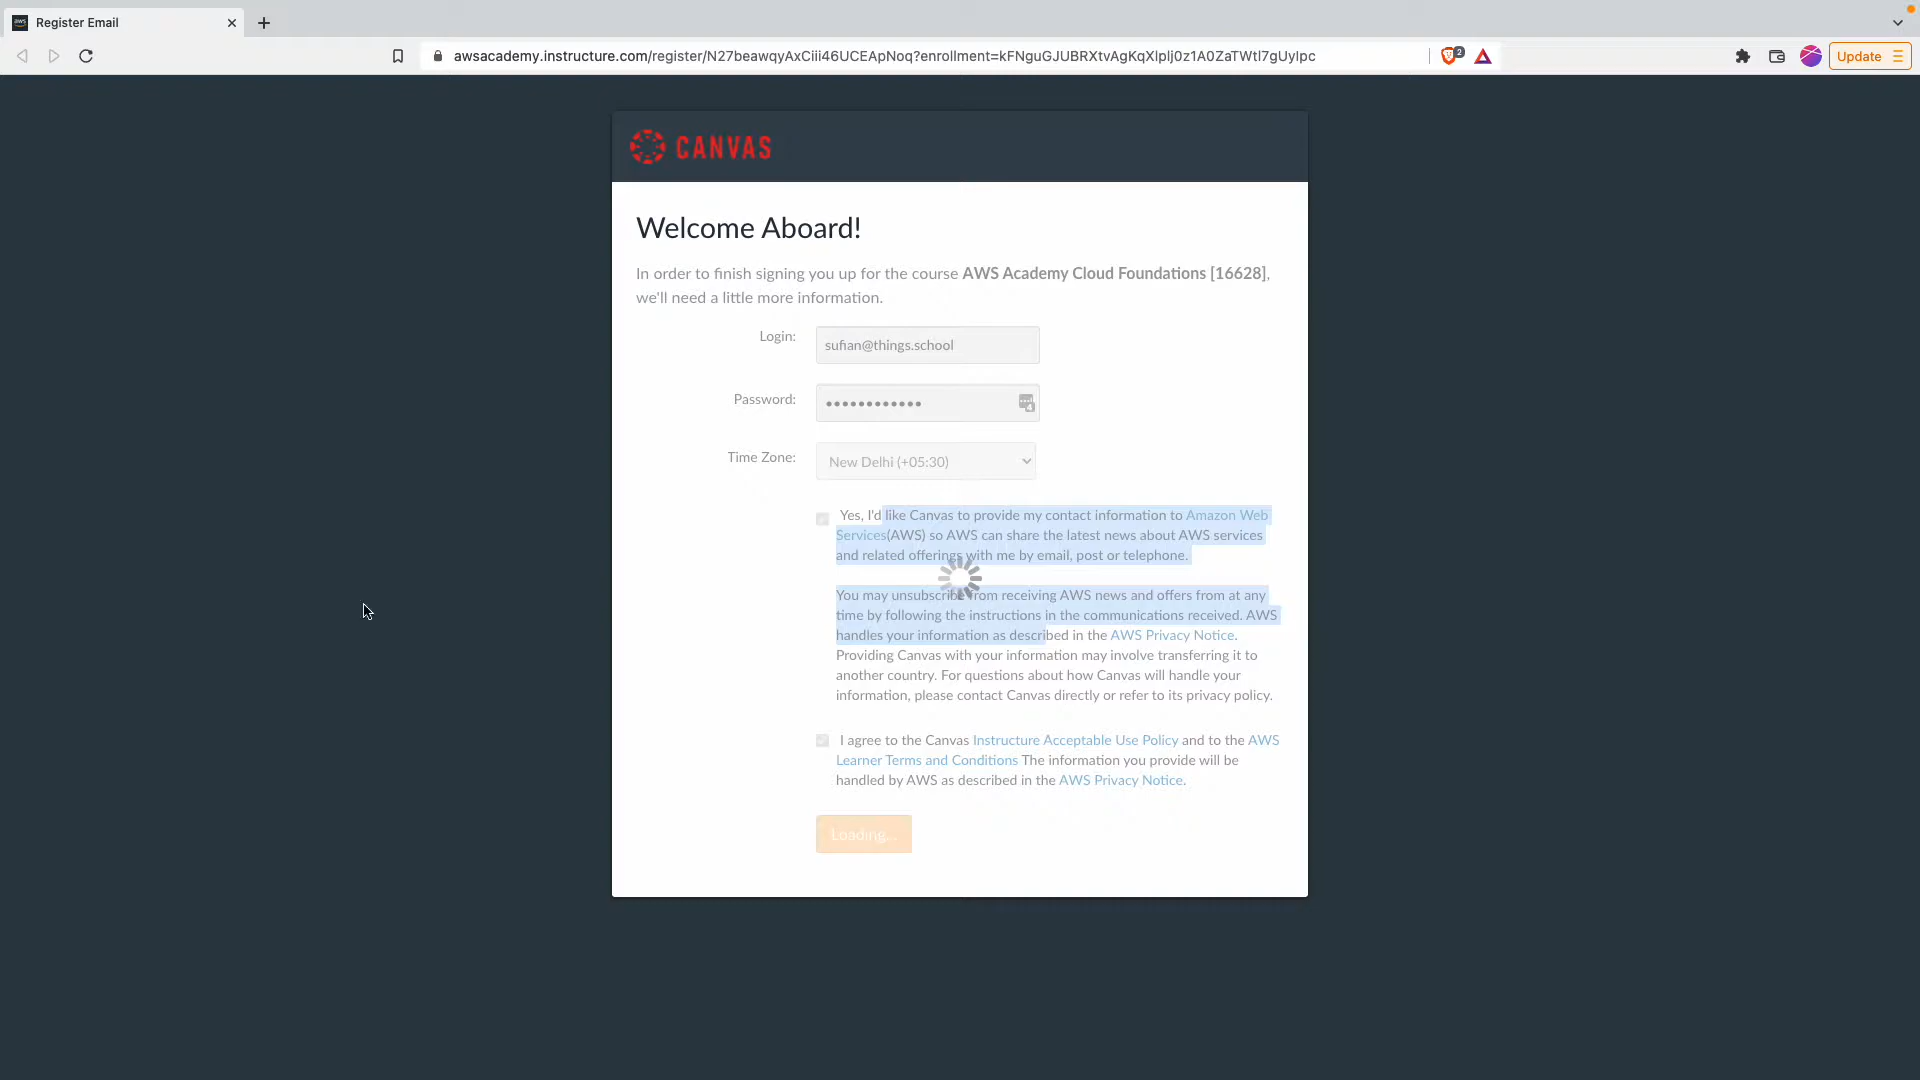 Register Email
awsacademy.instructure.com/register/N27beawqyAxCiii46UCEApNoq?enrollment=kFNguGJUBRXtvAgKqXlplj0z1A0ZaTWtl7gUylpc
2
Update
CANVAS
Welcome Aboard!
In order to finish signing you up for the course AWS Academy Cloud Foundations [16628],
we'll need a little more information.
Login:
sufian@things.school
Password:
Time Zone:
New Delhi (+05:30)
Yes, I'd like Canvas to provide my contact information to Amazon Web
Services(AWS) so AWS can share the latest news about AWS services
and related offerings with me by email, post or telephone.
You may unsubscribe from receiving AWS news and offers from at any
time by following the instructions in the communications received. AWS
handles your information as described in the AWS Privacy Notice.
Providing Canvas with your information may involve transferring it to
another country. For questions about how Canvas will handle your
information, please contact Canvas directly or refer to its privacy policy.
I agree to the Canvas Instructure Acceptable Use Policy and to the AWS
Learner Terms and Conditions The information you provide will be
handled by AWS as described in the AWS Privacy Notice.
Loading...